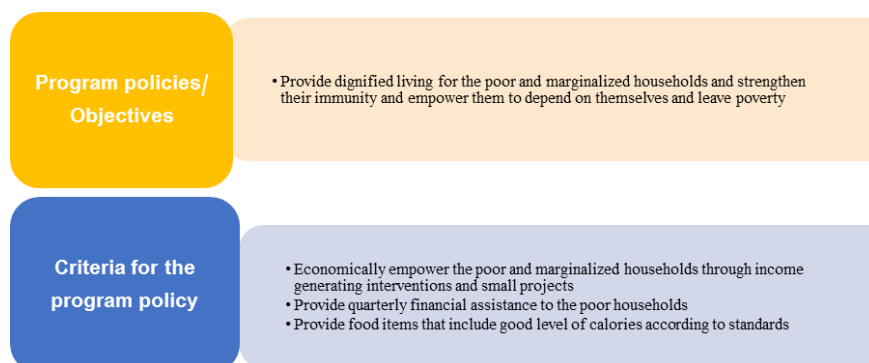 Program policies/
Objectives
• Provide dignified living for the poor and marginalized households and strengthen
their immunity and empower them to depend on themselves and leave poverty
Criteria for the
program policy
• Economically empower the poor and marginalized households through income
generating interventions and small projects
• Provide quarterly financial assistance to the poor households
• Provide food items that include good level of calories according to standards